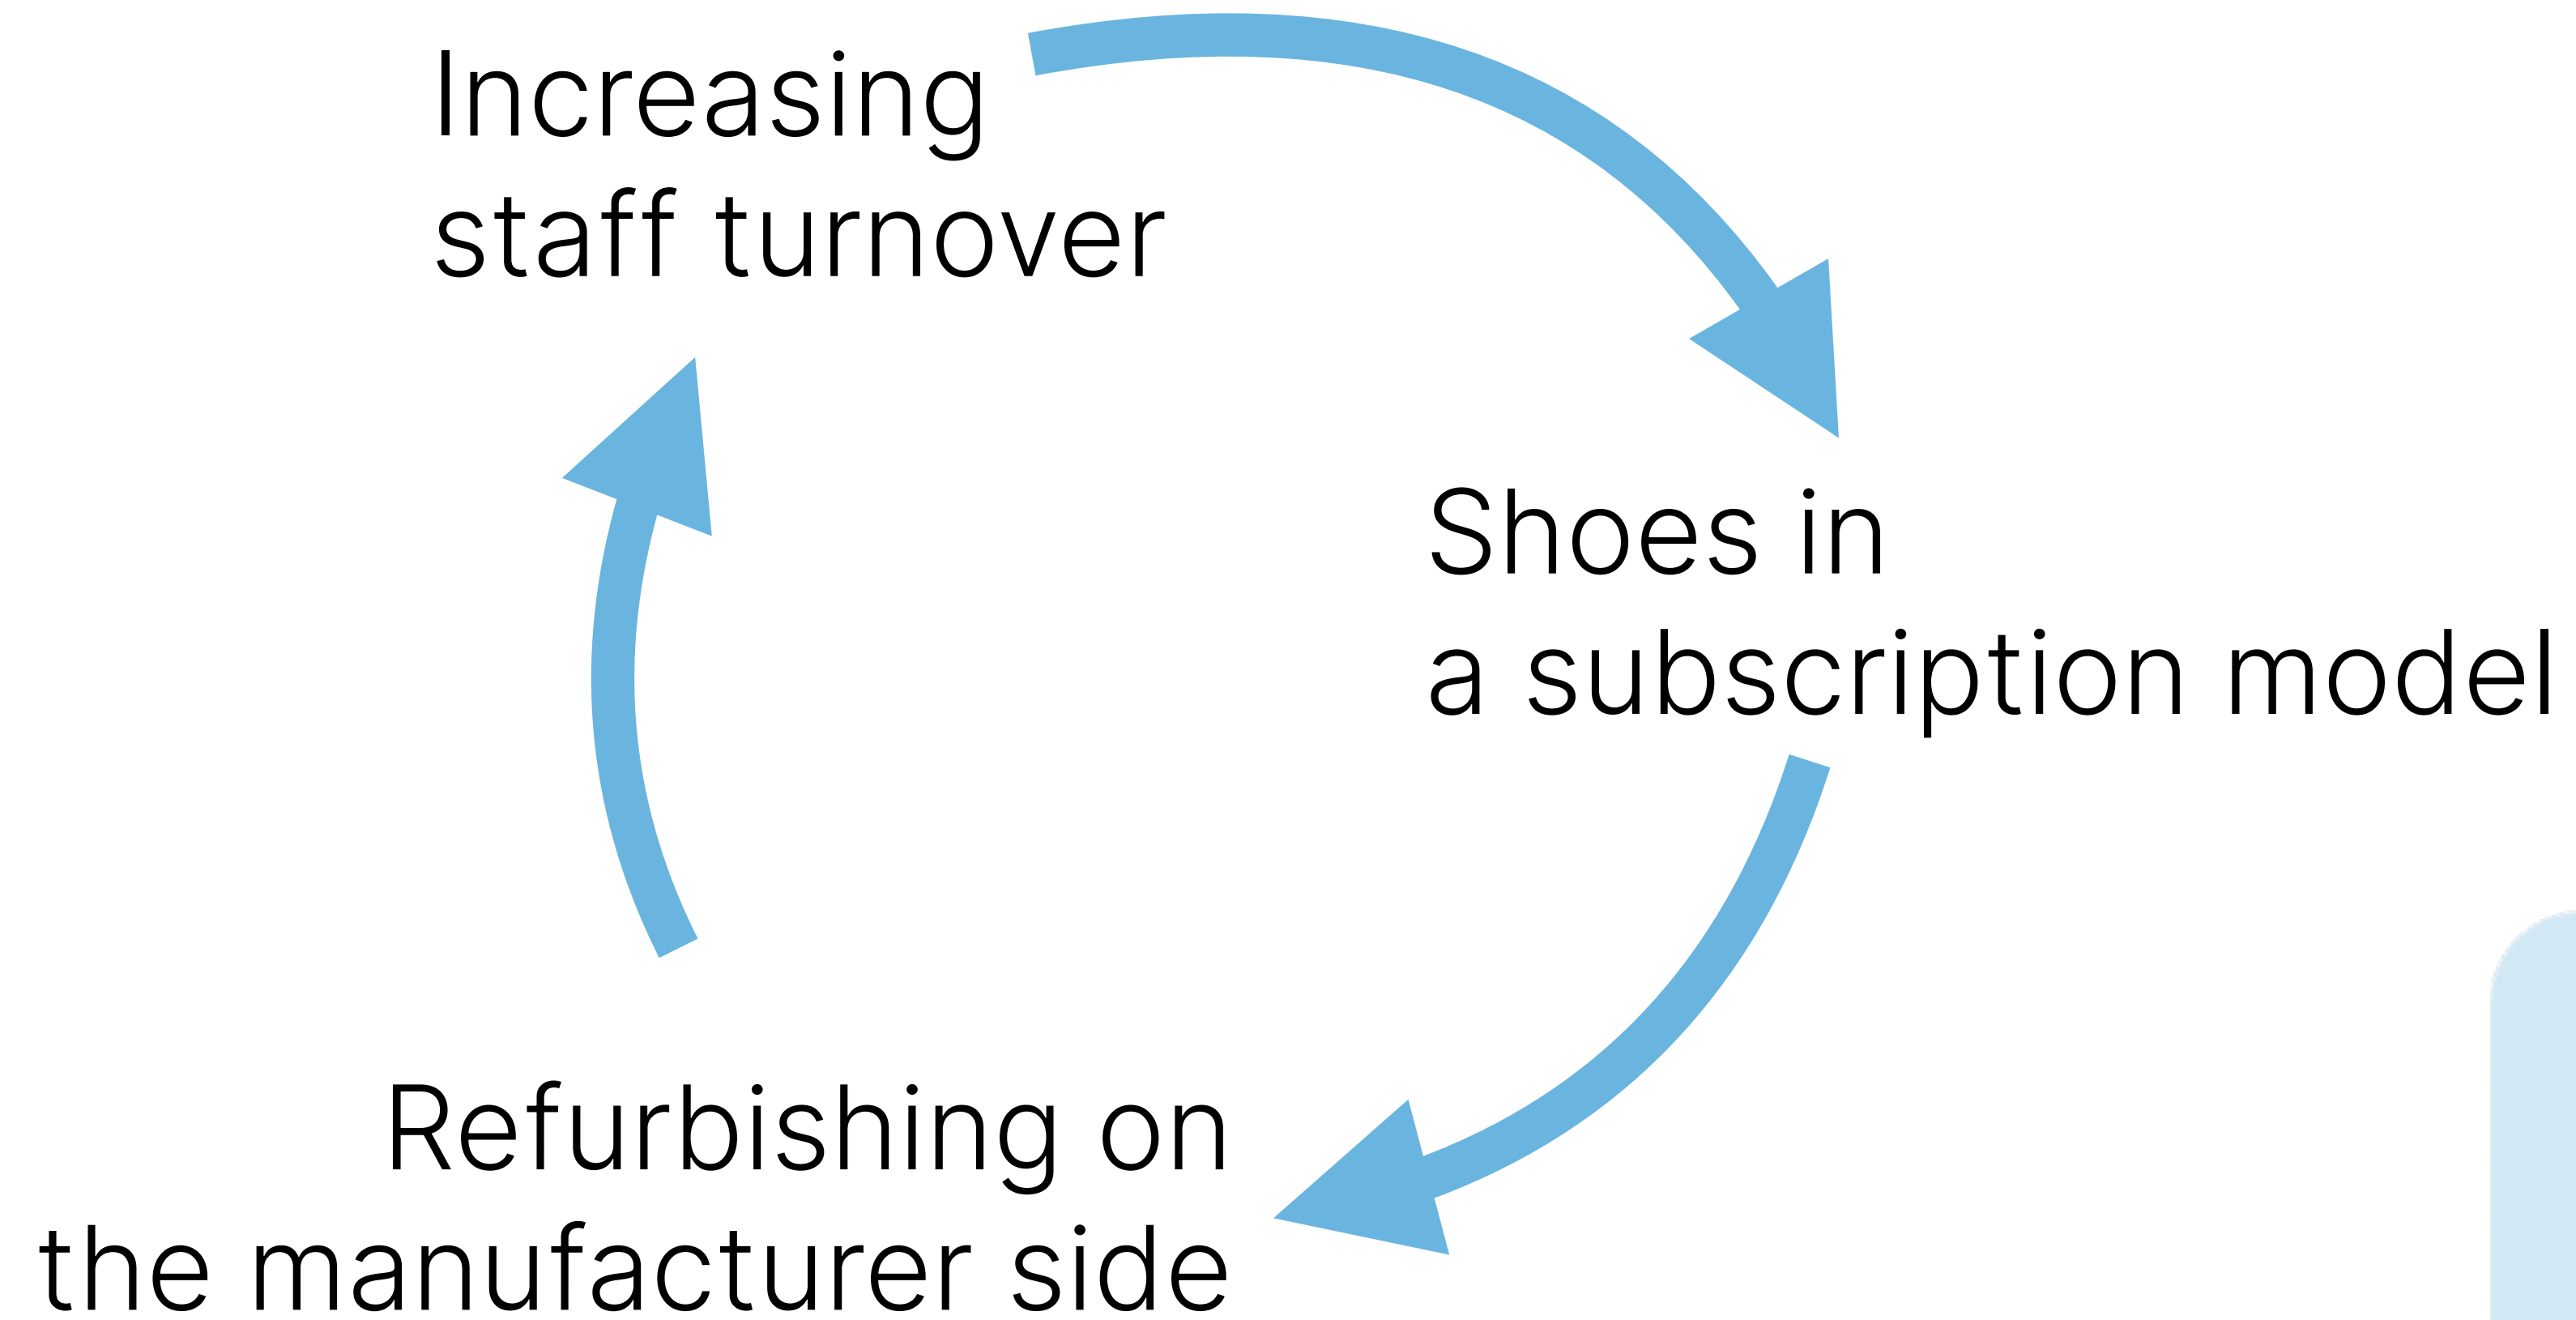 Increasing
staff turnover
Shoes in
a subscription model
Refurbishing on
the manufacturer side